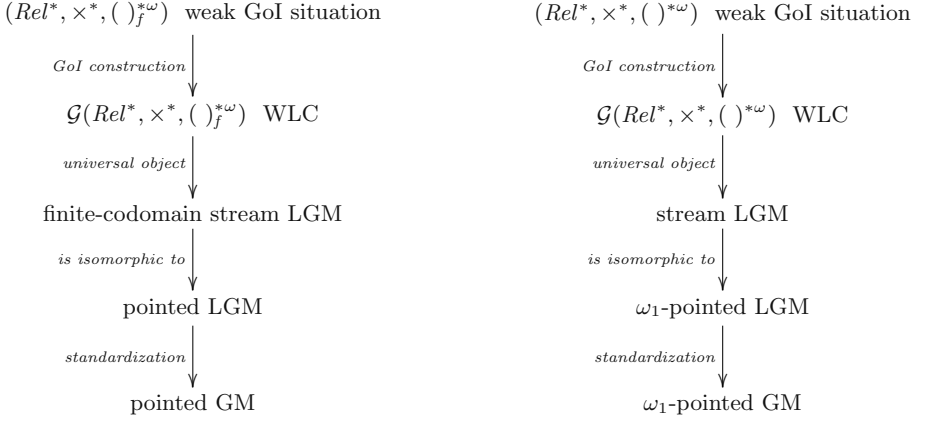 (Rel*, ×*, ( )_f^{*ω}) weak GoI situation
GoI construction
𝒢(Rel*, ×*, ( )_f^{*ω}) WLC
universal object
finite-codomain stream LGM
is isomorphic to
pointed LGM
standardization
pointed GM
(Rel*, ×*, ( )^{*ω}) weak GoI situation
GoI construction
𝒢(Rel*, ×*, ( )^{*ω}) WLC
universal object
stream LGM
is isomorphic to
ω₁-pointed LGM
standardization
ω₁-pointed GM